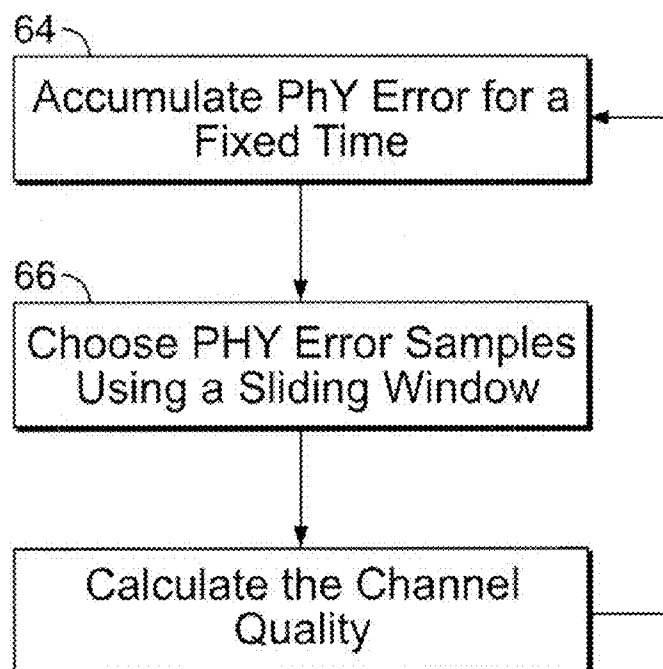 64
Accumulate PhY Error for a
Fixed Time
66
Choose PHY Error Samples
Using a Sliding Window
Calculate the Channel
Quality